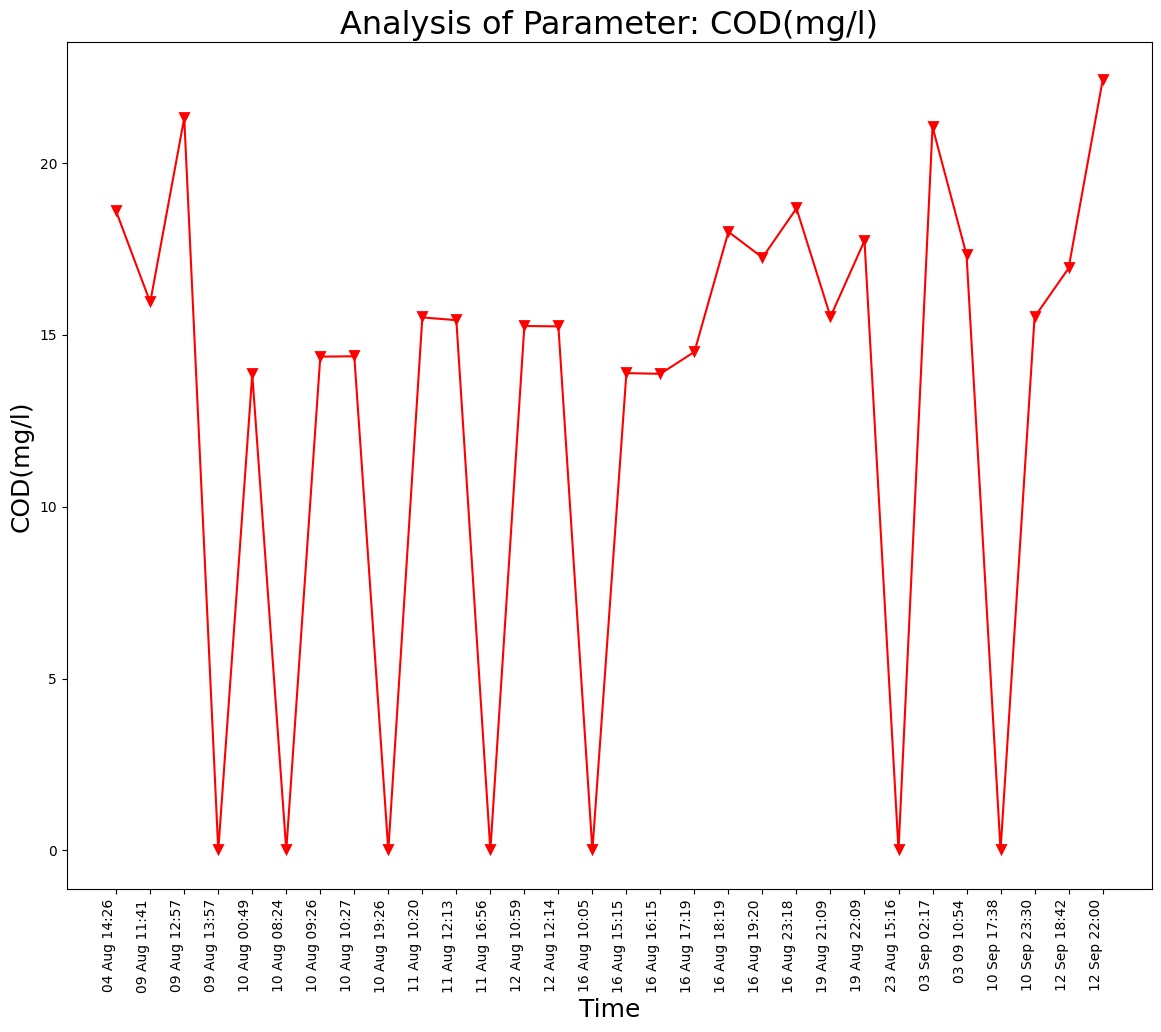 Analysis of Parameter: COD(mg/l)
COD(mg/l)
20
15
10
5
0
04 Aug 14:26
09 Aug 11:41
09 Aug 12:57
09 Aug 13:57
10 Aug 00:49
10 Aug 08:24
10 Aug 09:26
10 Aug 10:27
10 Aug 19:26
11 Aug 10:20
11 Aug 12:13
11 Aug 16:56
12 Aug 10:59
12 Aug 12:14
16 Aug 10:05
16 Aug 15:15
16 Aug 16:15
16 Aug 17:19
16 Aug 18:19
16 Aug 19:20
16 Aug 23:18
19 Aug 21:09
19 Aug 22:09
23 Aug 15:16
03 Sep 02:17
03 09 10:54
10 Sep 17:38
10 Sep 23:30
12 Sep 18:42
12 Sep 22:00
Time